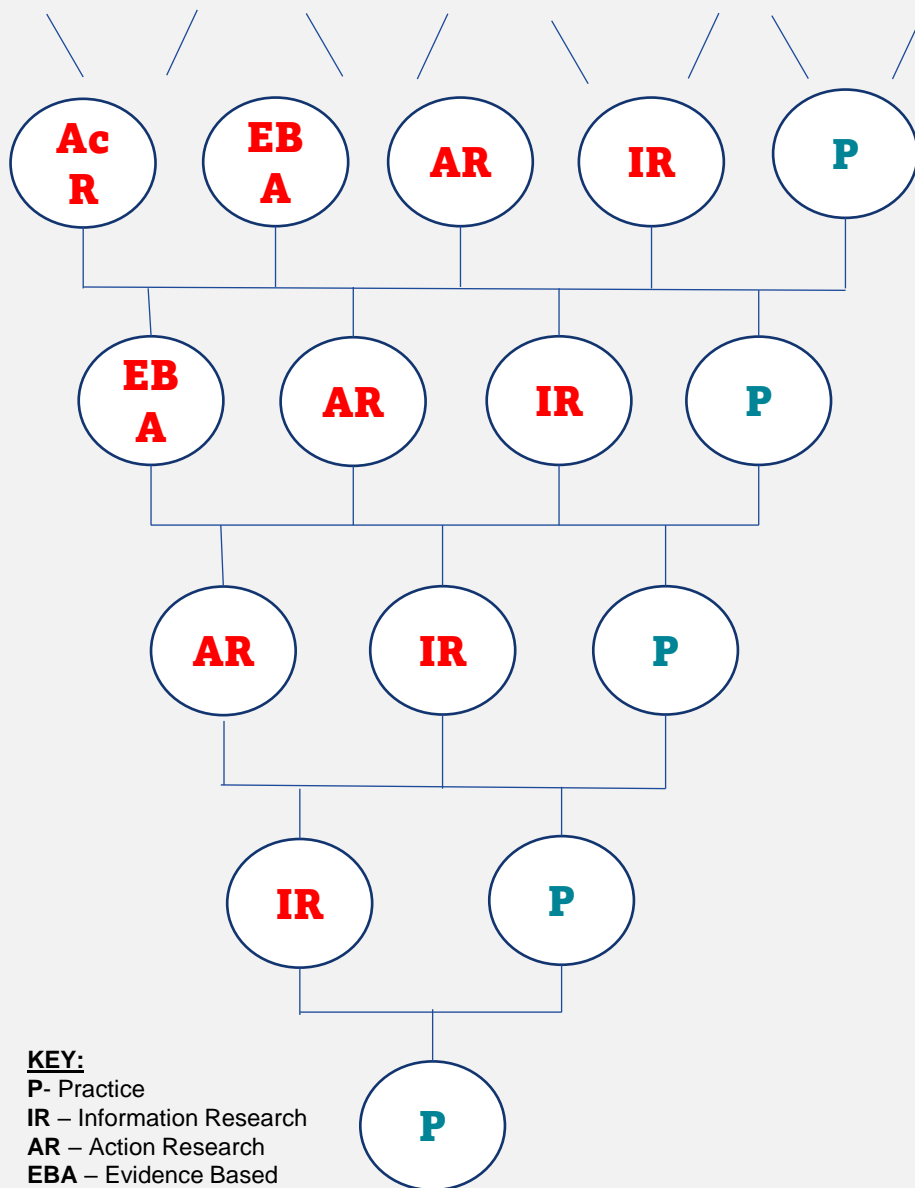 Ac
R
EB
A
AR
IR
P
EB
A
AR
IR
P
AR
IR
P
IR
P
P
KEY:
P- Practice
IR – Information Research
AR – Action Research
EBA – Evidence Based